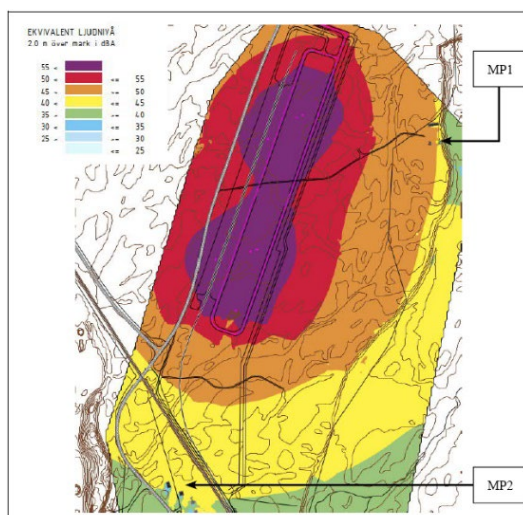 EKVIVALENT LJUDNIVÅ
2.0 m över mark i dBA
55 <
50 < <= 55
45 < <= 50
40 < <= 45
35 < <= 40
30 < <= 35
25 < <= 30
<= 25
MP1
MP2